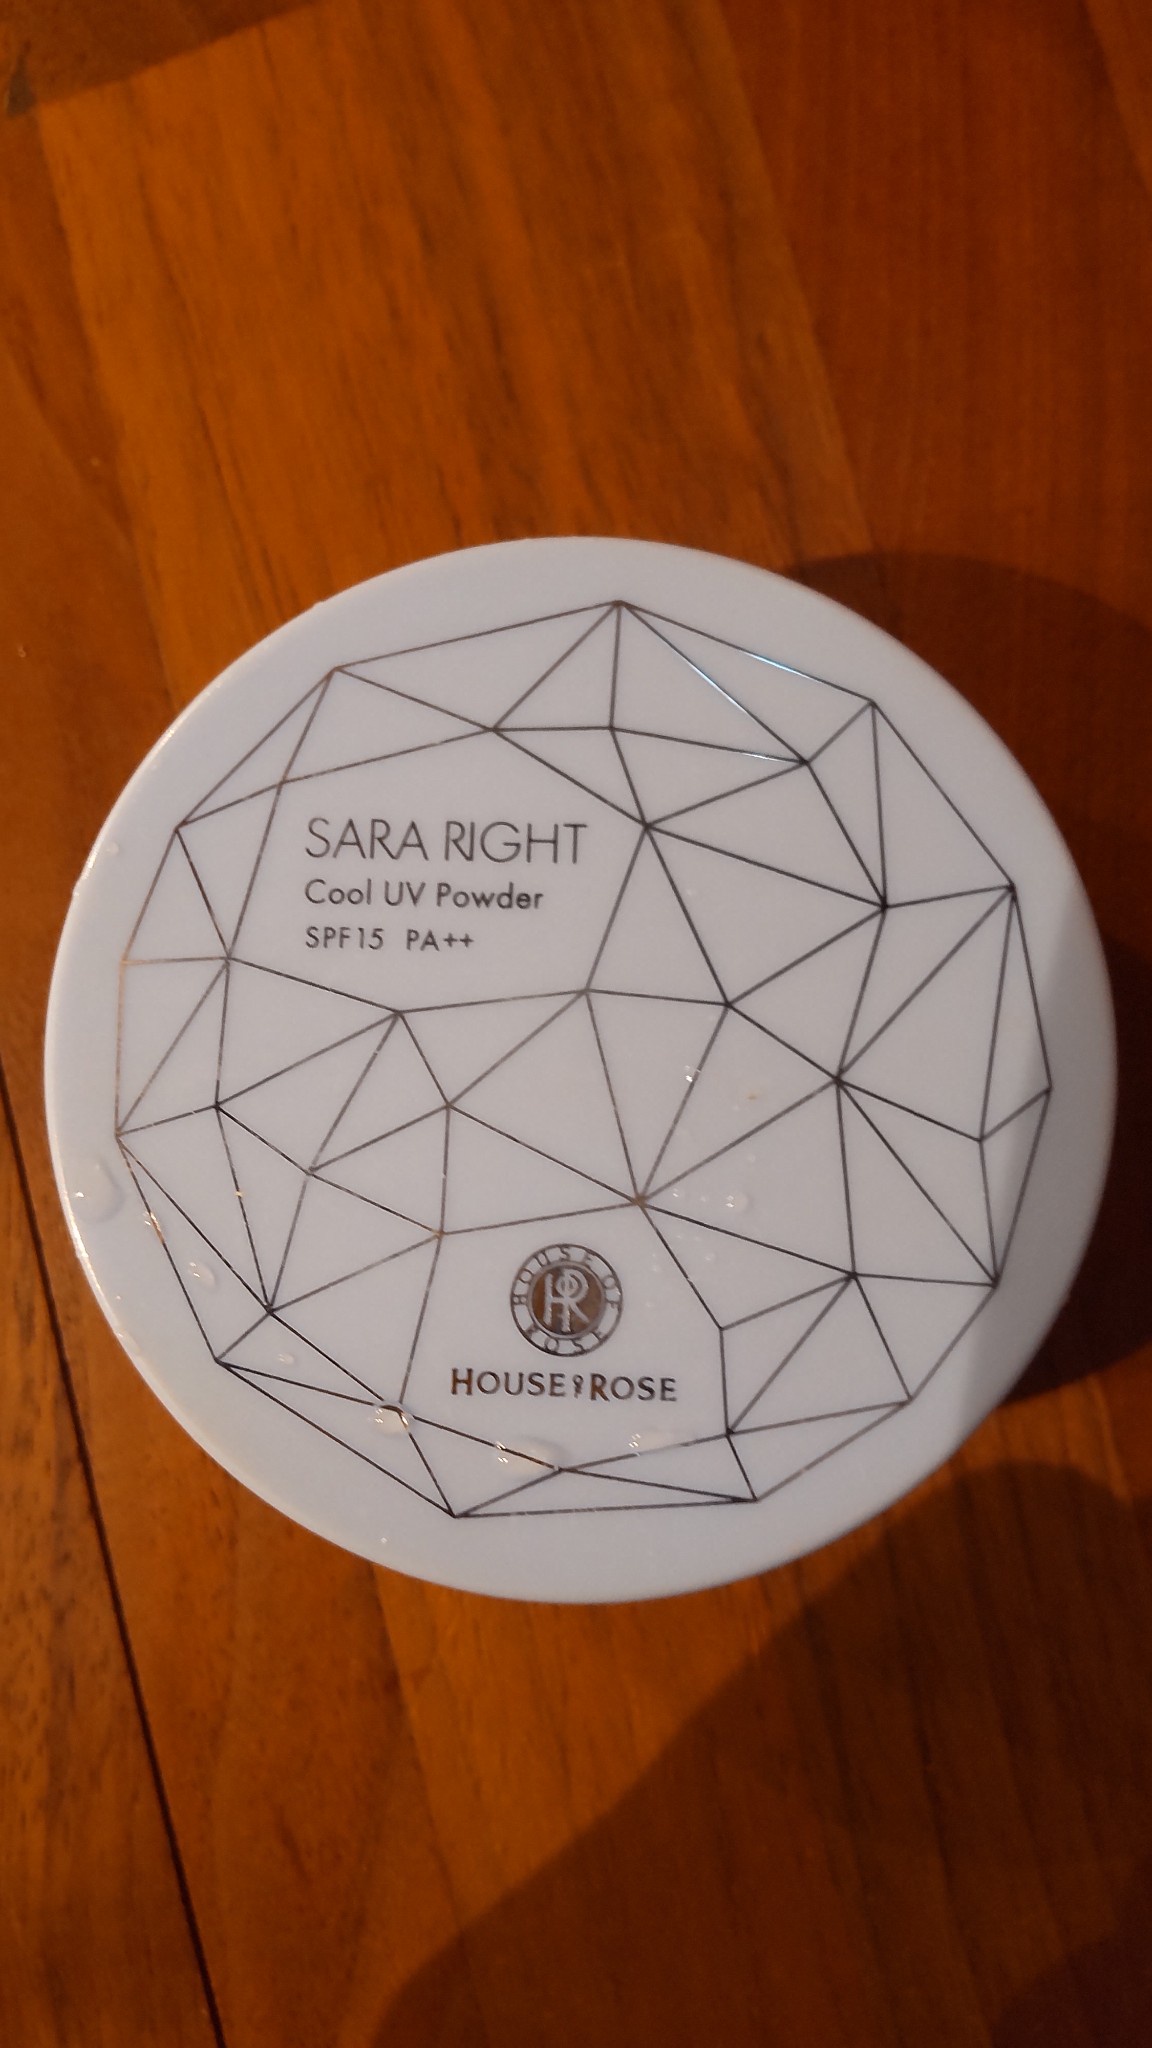 SARA RIGHT
Cool UV Powder
SPF15 PA++
HOUSE OF ROSE
HR
HOUSE OF ROSE